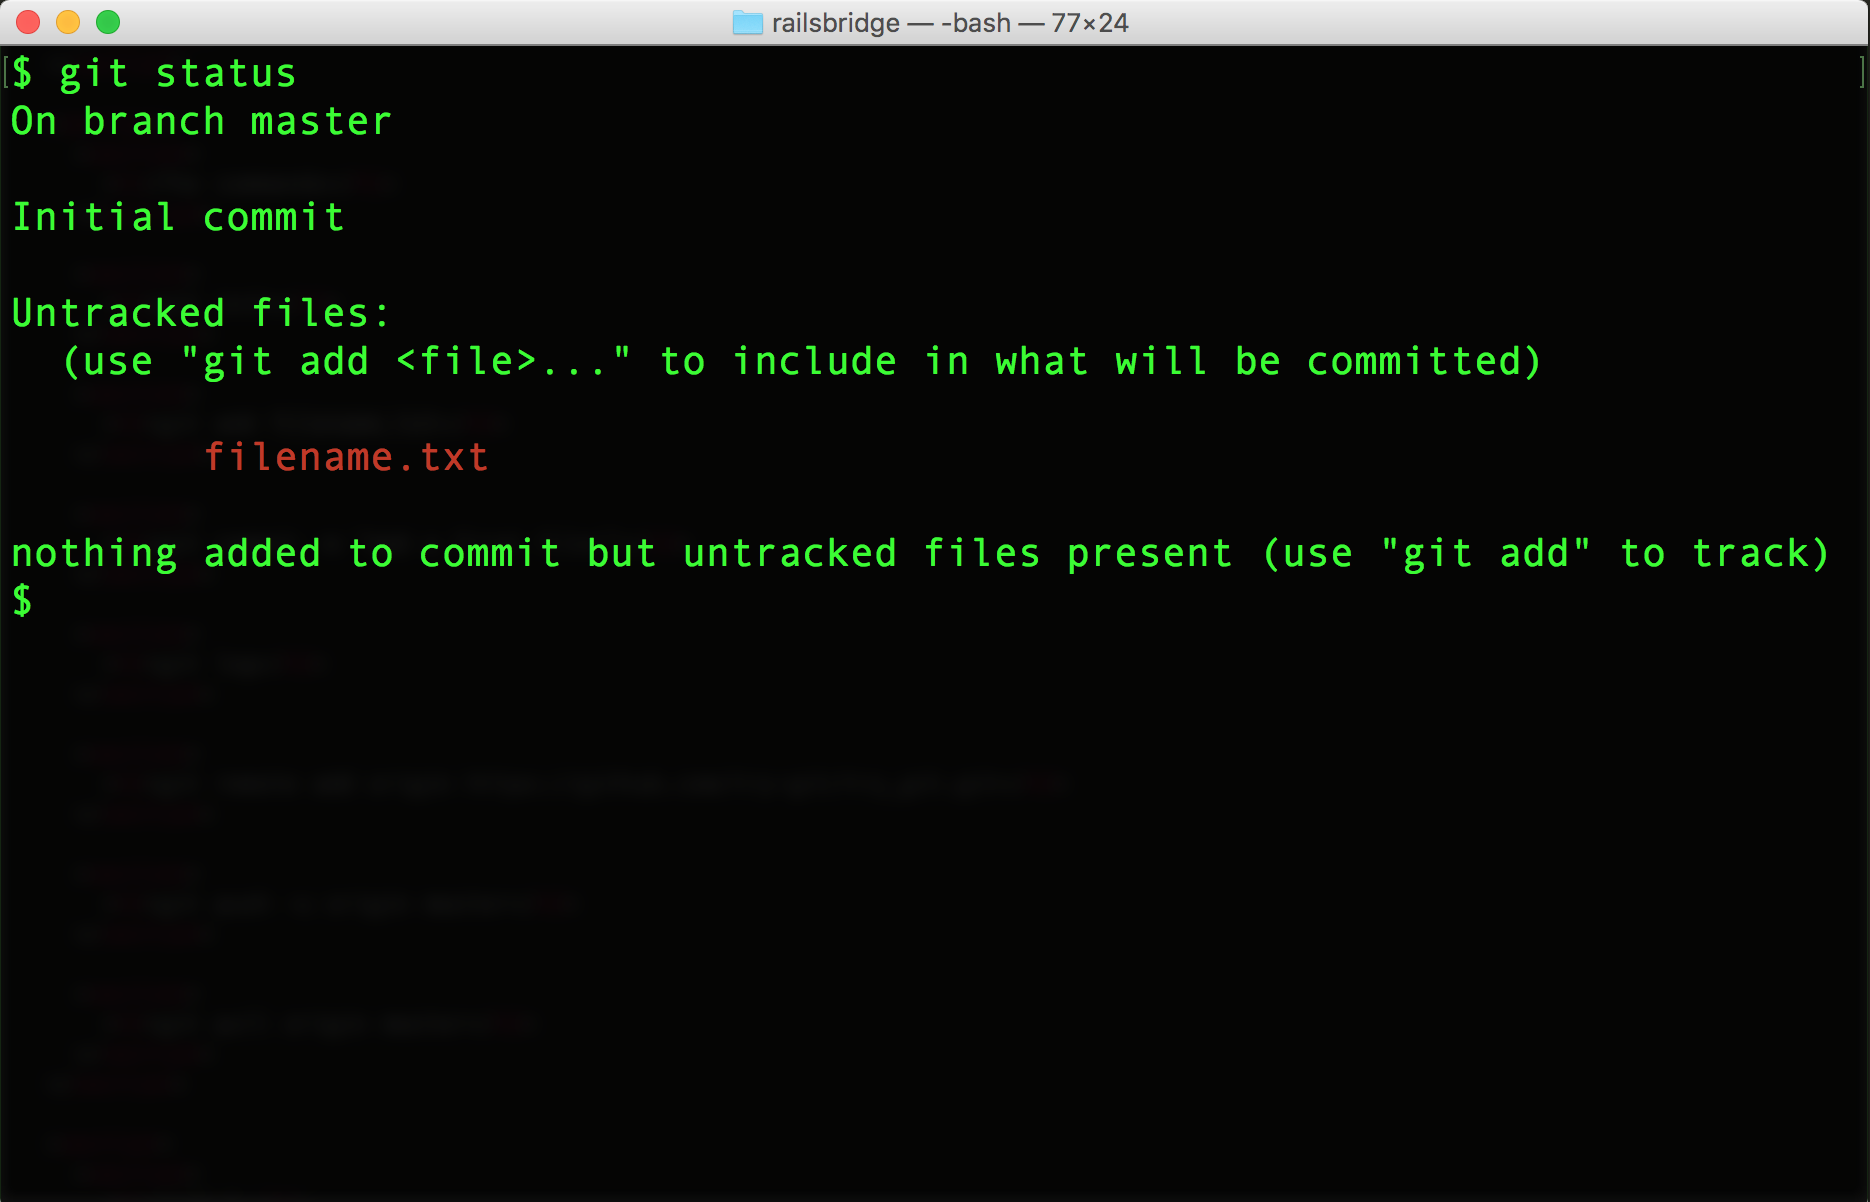 railsbridge — -bash — 77×24
$ git status
On branch master
Initial commit
Untracked files:
  (use "git add <file>..." to include in what will be committed)
        filename.txt
nothing added to commit but untracked files present (use "git add" to track)
$